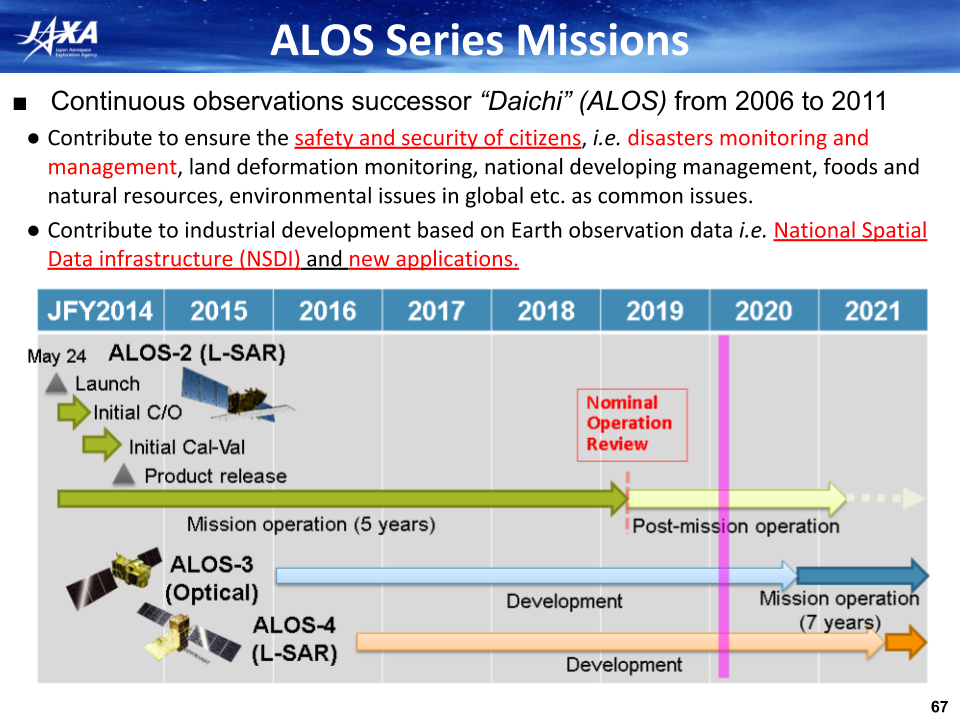 JAXA
Japan Aerospace
Exploration Agency
ALOS Series Missions
■ Continuous observations successor “Daichi” (ALOS) from 2006 to 2011
● Contribute to ensure the safety and security of citizens, i.e. disasters monitoring and
management, land deformation monitoring, national developing management, foods and
natural resources, environmental issues in global etc. as common issues.
● Contribute to industrial development based on Earth observation data i.e. National Spatial
Data infrastructure (NSDI) and new applications.
JFY2014 2015 2016 2017 2018 2019 2020 2021
May 24 ALOS-2 (L-SAR)
Launch
Initial C/O
Initial Cal-Val
Product release
Nominal
Operation
Review
Mission operation (5 years)
Post-mission operation
ALOS-3
(Optical)
Development
Mission operation
(7 years)
ALOS-4
(L-SAR)
Development
67